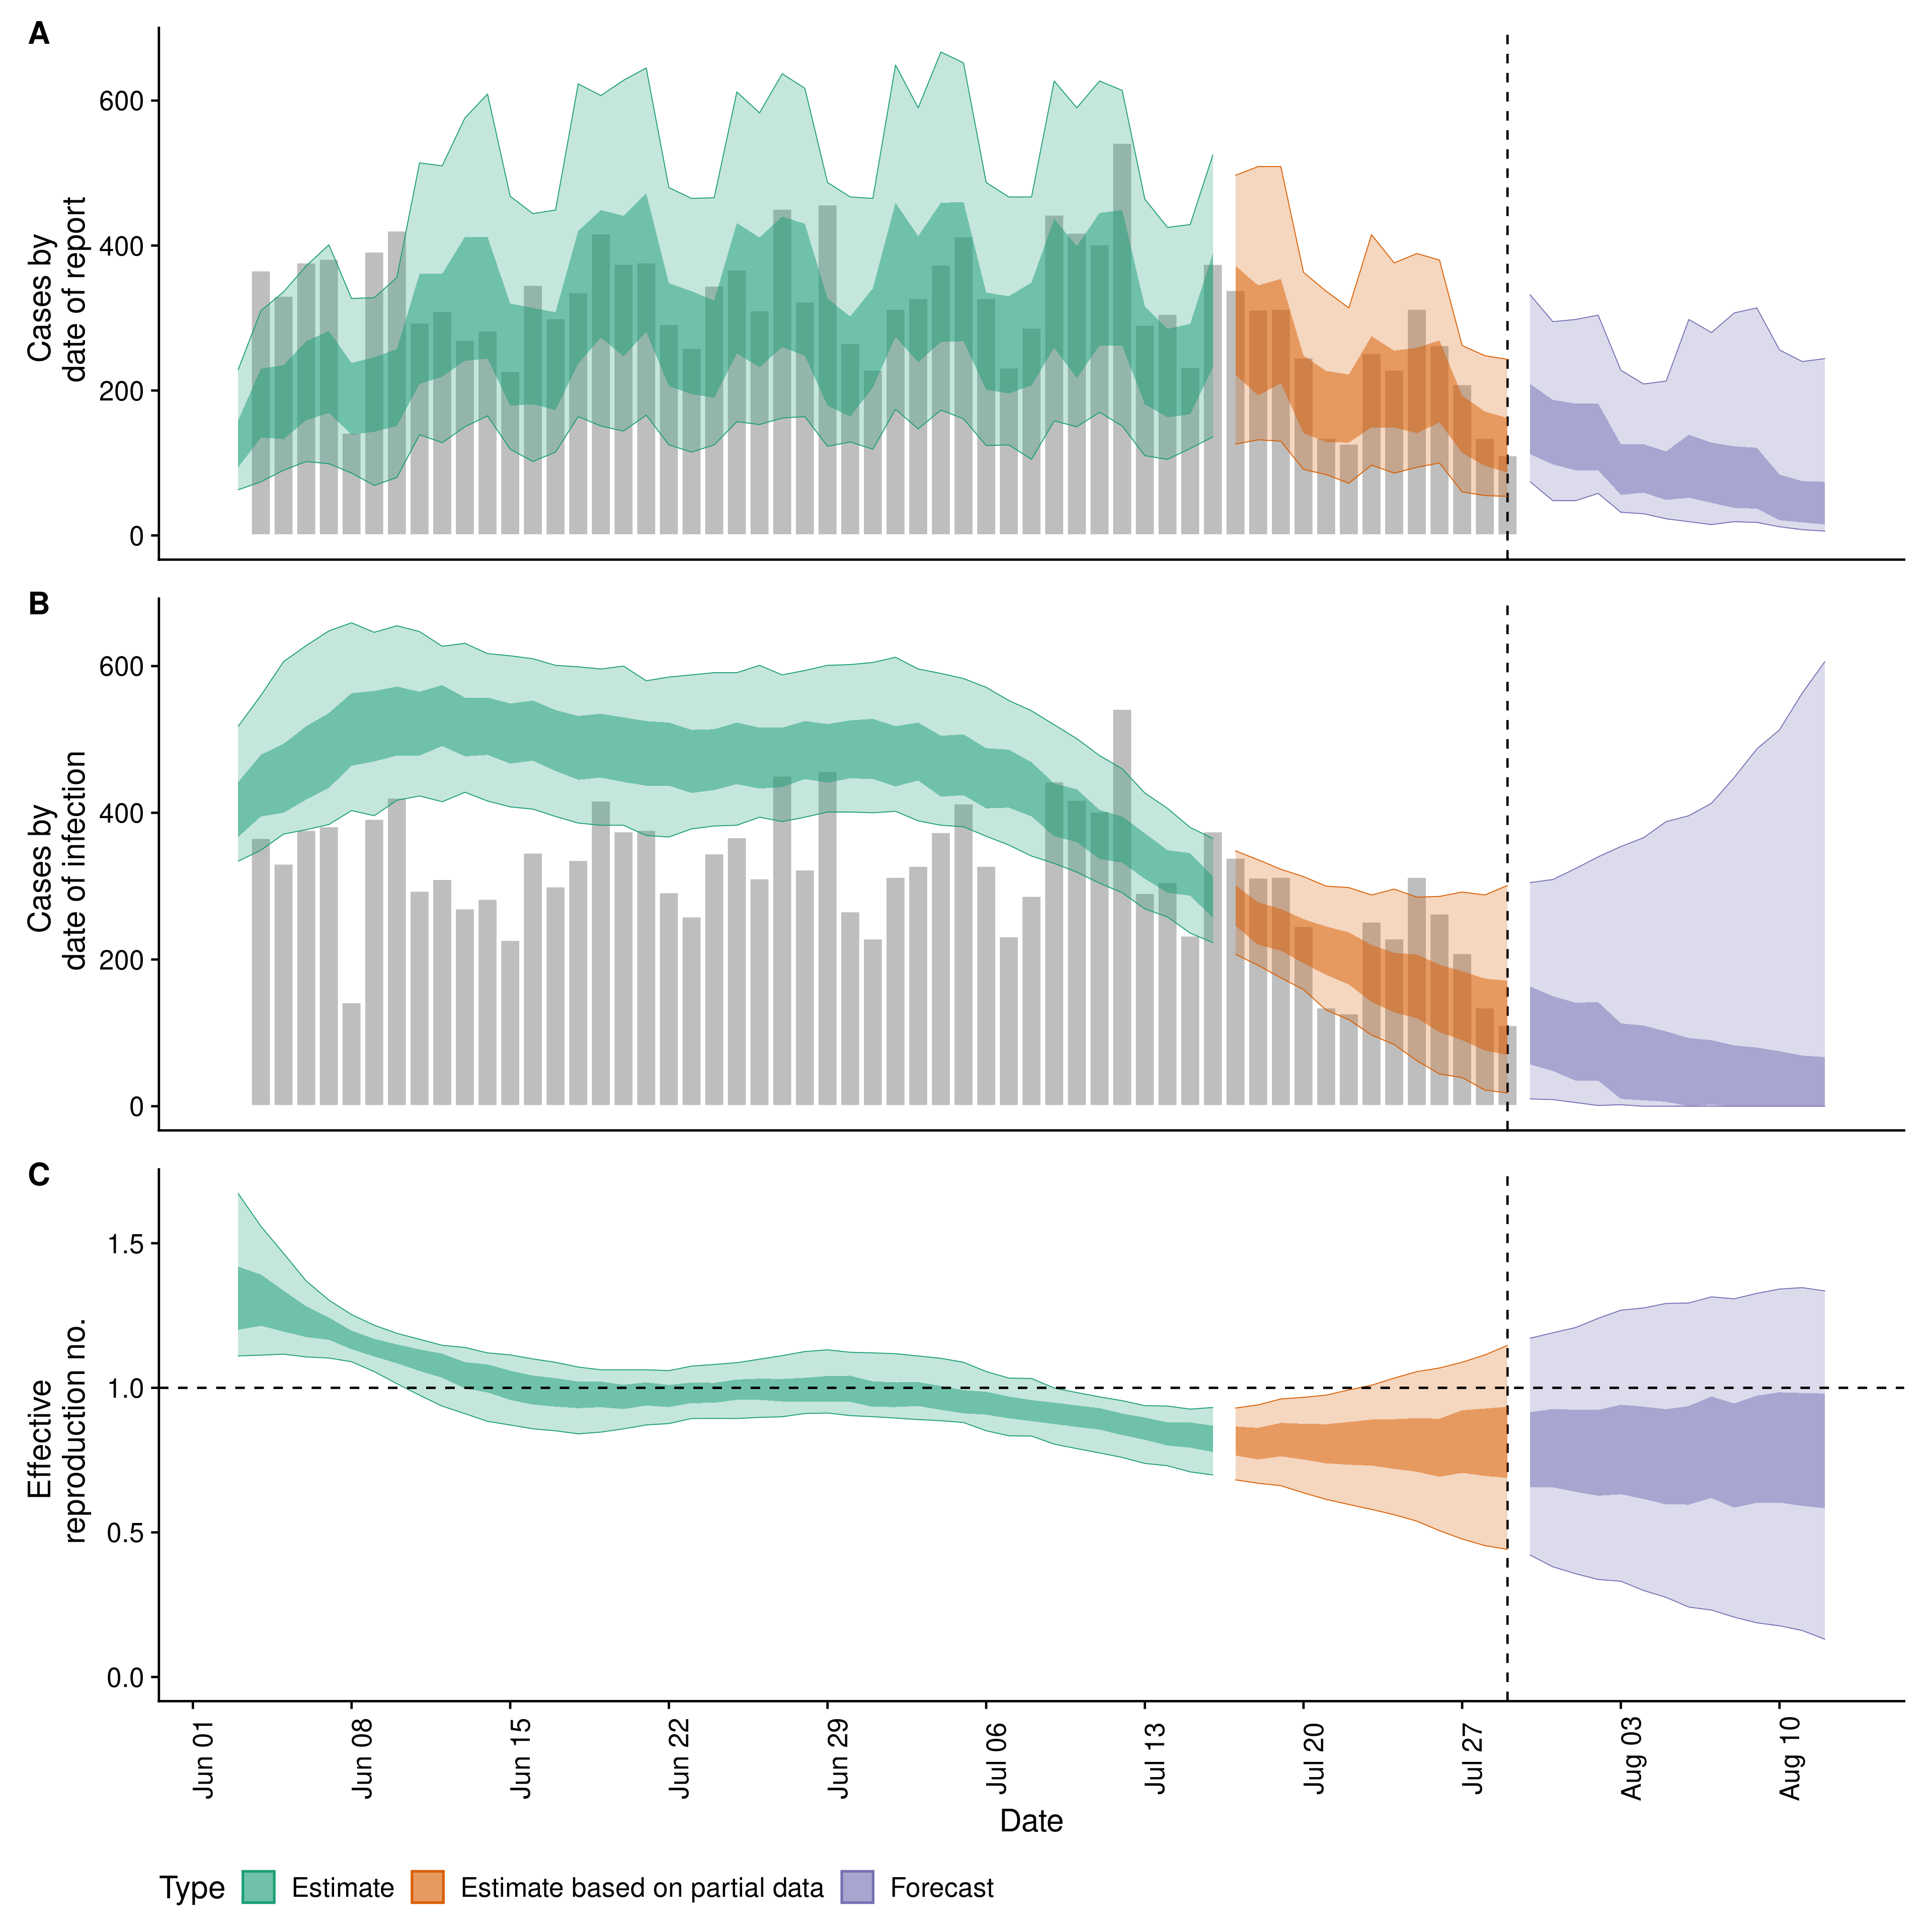 A
Cases by
date of report
600
400
200
0
B
Cases by
date of infection
600
400
200
0
C
Effective
reproduction no.
1.5
1.0
0.5
0.0
Jun 01
Jun 08
Jun 15
Jun 22
Jun 29
Jul 06
Jul 13
Jul 20
Jul 27
Aug 03
Aug 10
Date
Type Estimate Estimate based on partial data Forecast